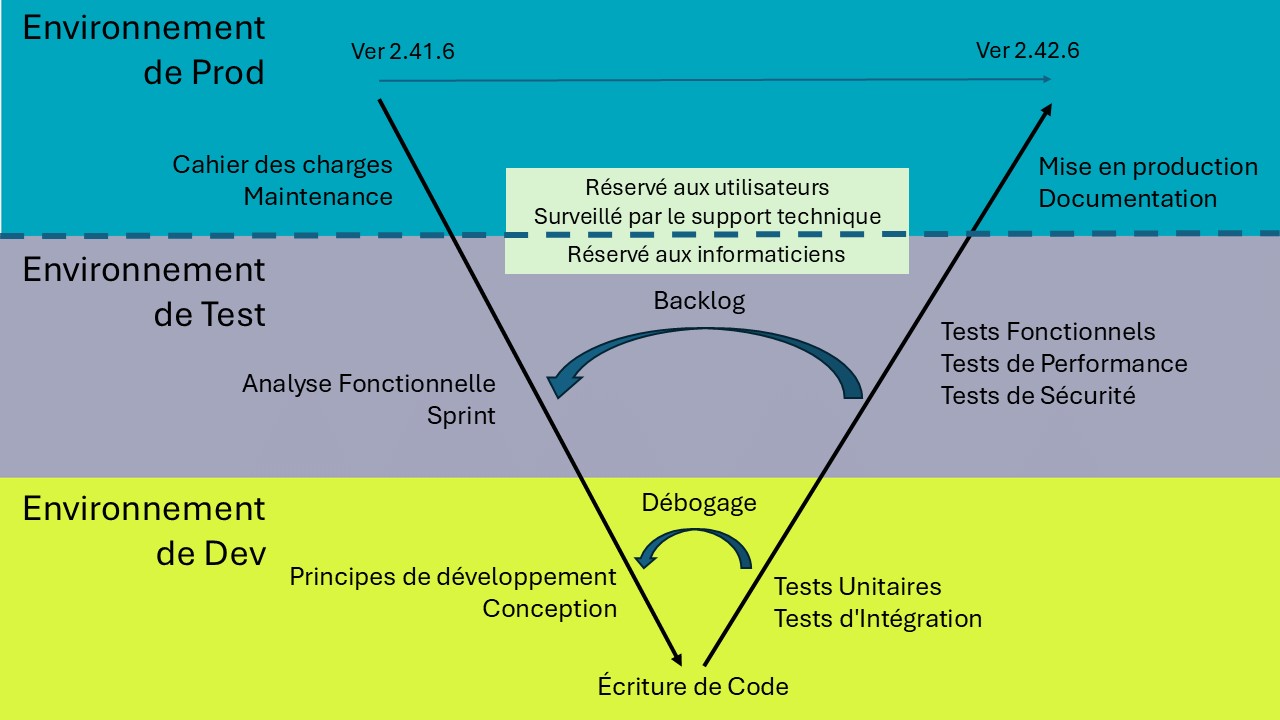 Environnement
de Prod
Ver 2.41.6
Ver 2.42.6
Cahier des charges
Maintenance
Réservé aux utilisateurs
Surveillé par le support technique
Réservé aux informaticiens
Mise en production
Documentation
Environnement
de Test
Backlog
Analyse Fonctionnelle
Sprint
Tests Fonctionnels
Tests de Performance
Tests de Sécurité
Environnement
de Dev
Débogage
Principes de développement
Conception
Tests Unitaires
Tests d'Intégration
Écriture de Code